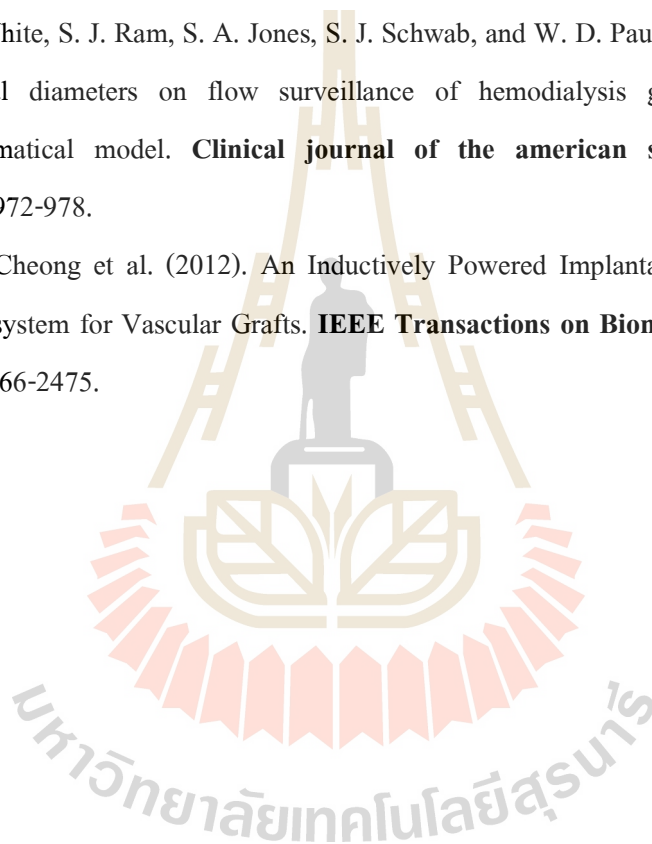 White, S. J. Ram, S. A. Jones, S. J. Schwab, and W. D. Pau
l diameters on flow surveillance of hemodialysis g
matical model. Clinical journal of the american s
972-978.
Cheong et al. (2012). An Inductively Powered Implanta
system for Vascular Grafts. IEEE Transactions on Biom
66-2475.
มหาวิทยาลัยเทคโนโลยีสุรนารี